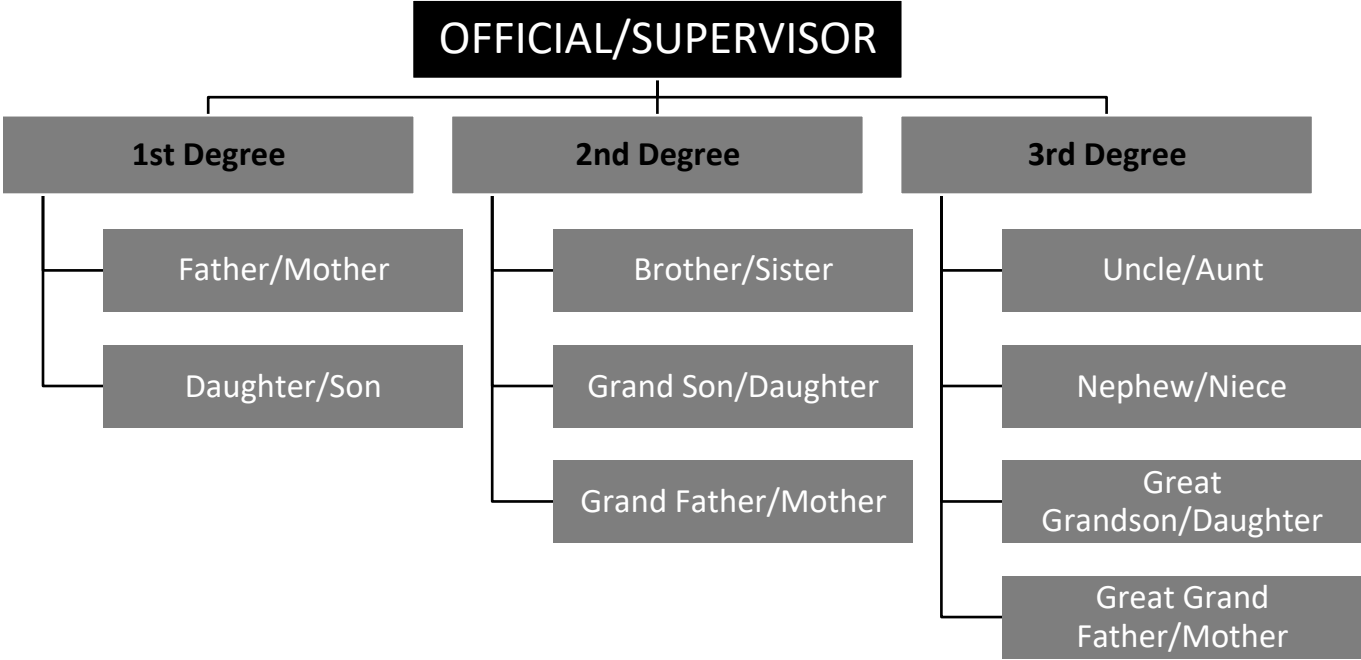 OFFICIAL/SUPERVISOR
1st Degree
Father/Mother
Daughter/Son
2nd Degree
Brother/Sister
Grand Son/Daughter
Grand Father/Mother
3rd Degree
Uncle/Aunt
Nephew/Niece
Great
Grandson/Daughter
Great Grand
Father/Mother